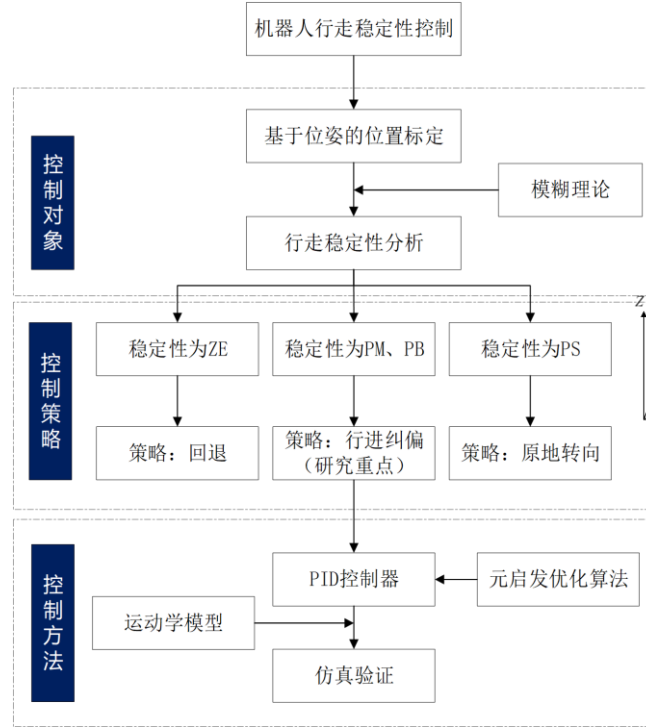 机器人行走稳定性控制
控制对象
基于位姿的位置标定
模糊理论
行走稳定性分析
Z
控制策略
稳定性为ZE
稳定性为PM、PB
稳定性为PS
策略：回退
策略：行进纠偏
（研究重点）
策略：原地转向
控制方法
PID控制器
元启发优化算法
运动学模型
仿真验证